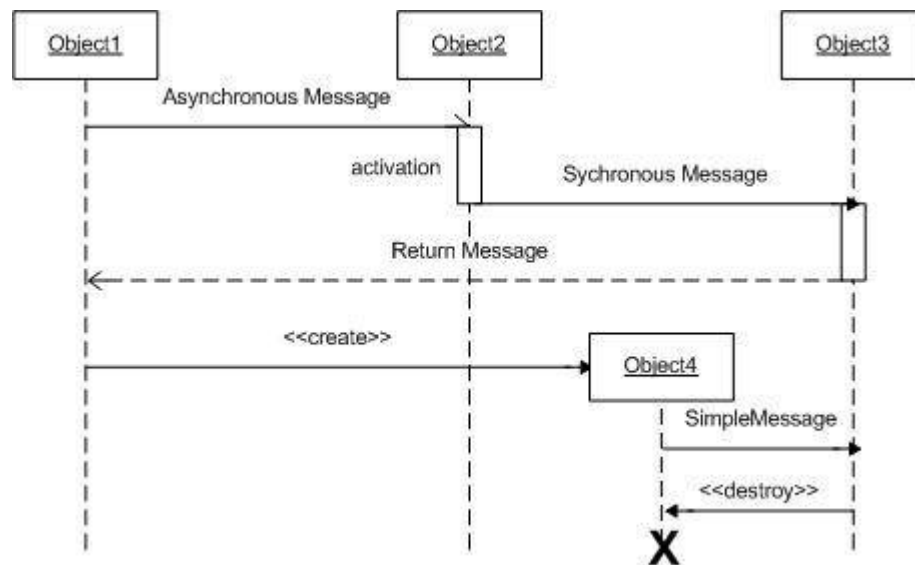 Object1
Object2
Object3
Asynchronous Message
activation
Sychronous Message
Return Message
<<create>>
Object4
SimpleMessage
<<destroy>>
X